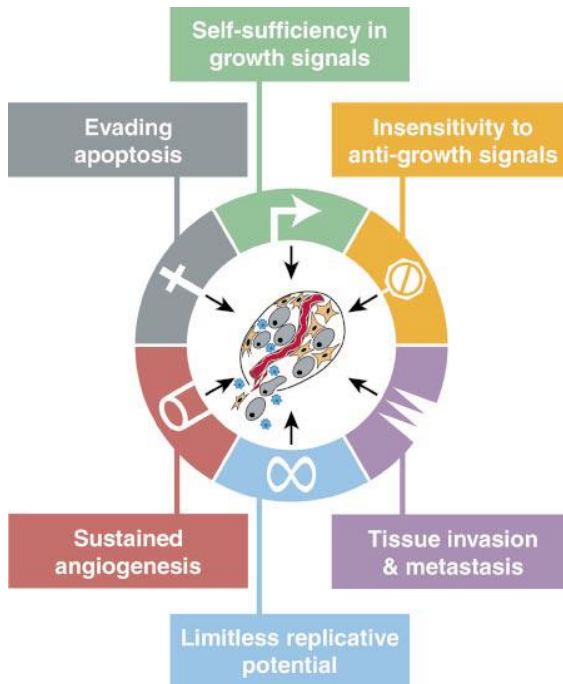 Self-sufficiency in
growth signals
Evading
apoptosis
Insensitivity to
anti-growth signals
Sustained
angiogenesis
Tissue invasion
& metastasis
Limitless replicative
potential